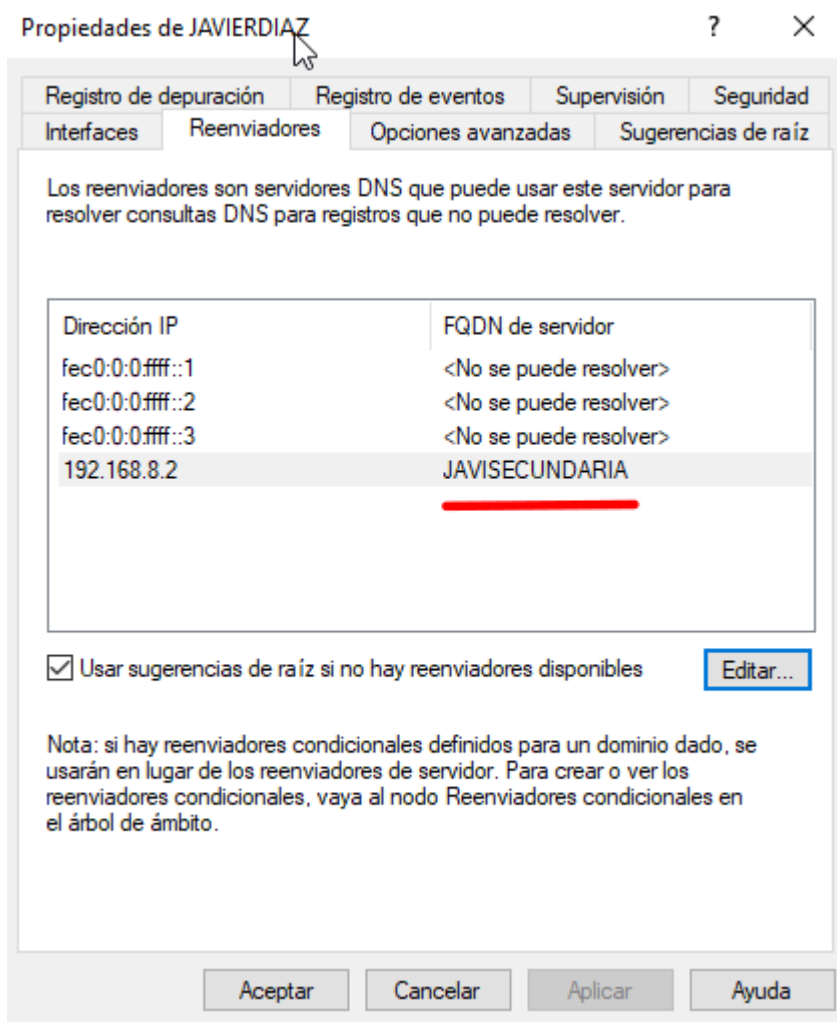 Propiedades de JAVIERDIAZ
?
Registro de depuración
Registro de eventos
Supervisión
Seguridad
Interfaces
Reenviadores
Opciones avanzadas
Sugerencias de raíz
Los reenviadores son servidores DNS que puede usar este servidor para
resolver consultas DNS para registros que no puede resolver.
Dirección IP
FQDN de servidor
fec0:0:0:ffff::1
<No se puede resolver>
fec0:0:0:ffff::2
<No se puede resolver>
fec0:0:0:ffff::3
<No se puede resolver>
192.168.8.2
JAVISECUNDARIA
Usar sugerencias de raíz si no hay reenviadores disponibles
Editar...
Nota: si hay reenviadores condicionales definidos para un dominio dado, se
usarán en lugar de los reenviadores de servidor. Para crear o ver los
reenviadores condicionales, vaya al nodo Reenviadores condicionales en
el árbol de ámbito.
Aceptar
Cancelar
Aplicar
Ayuda